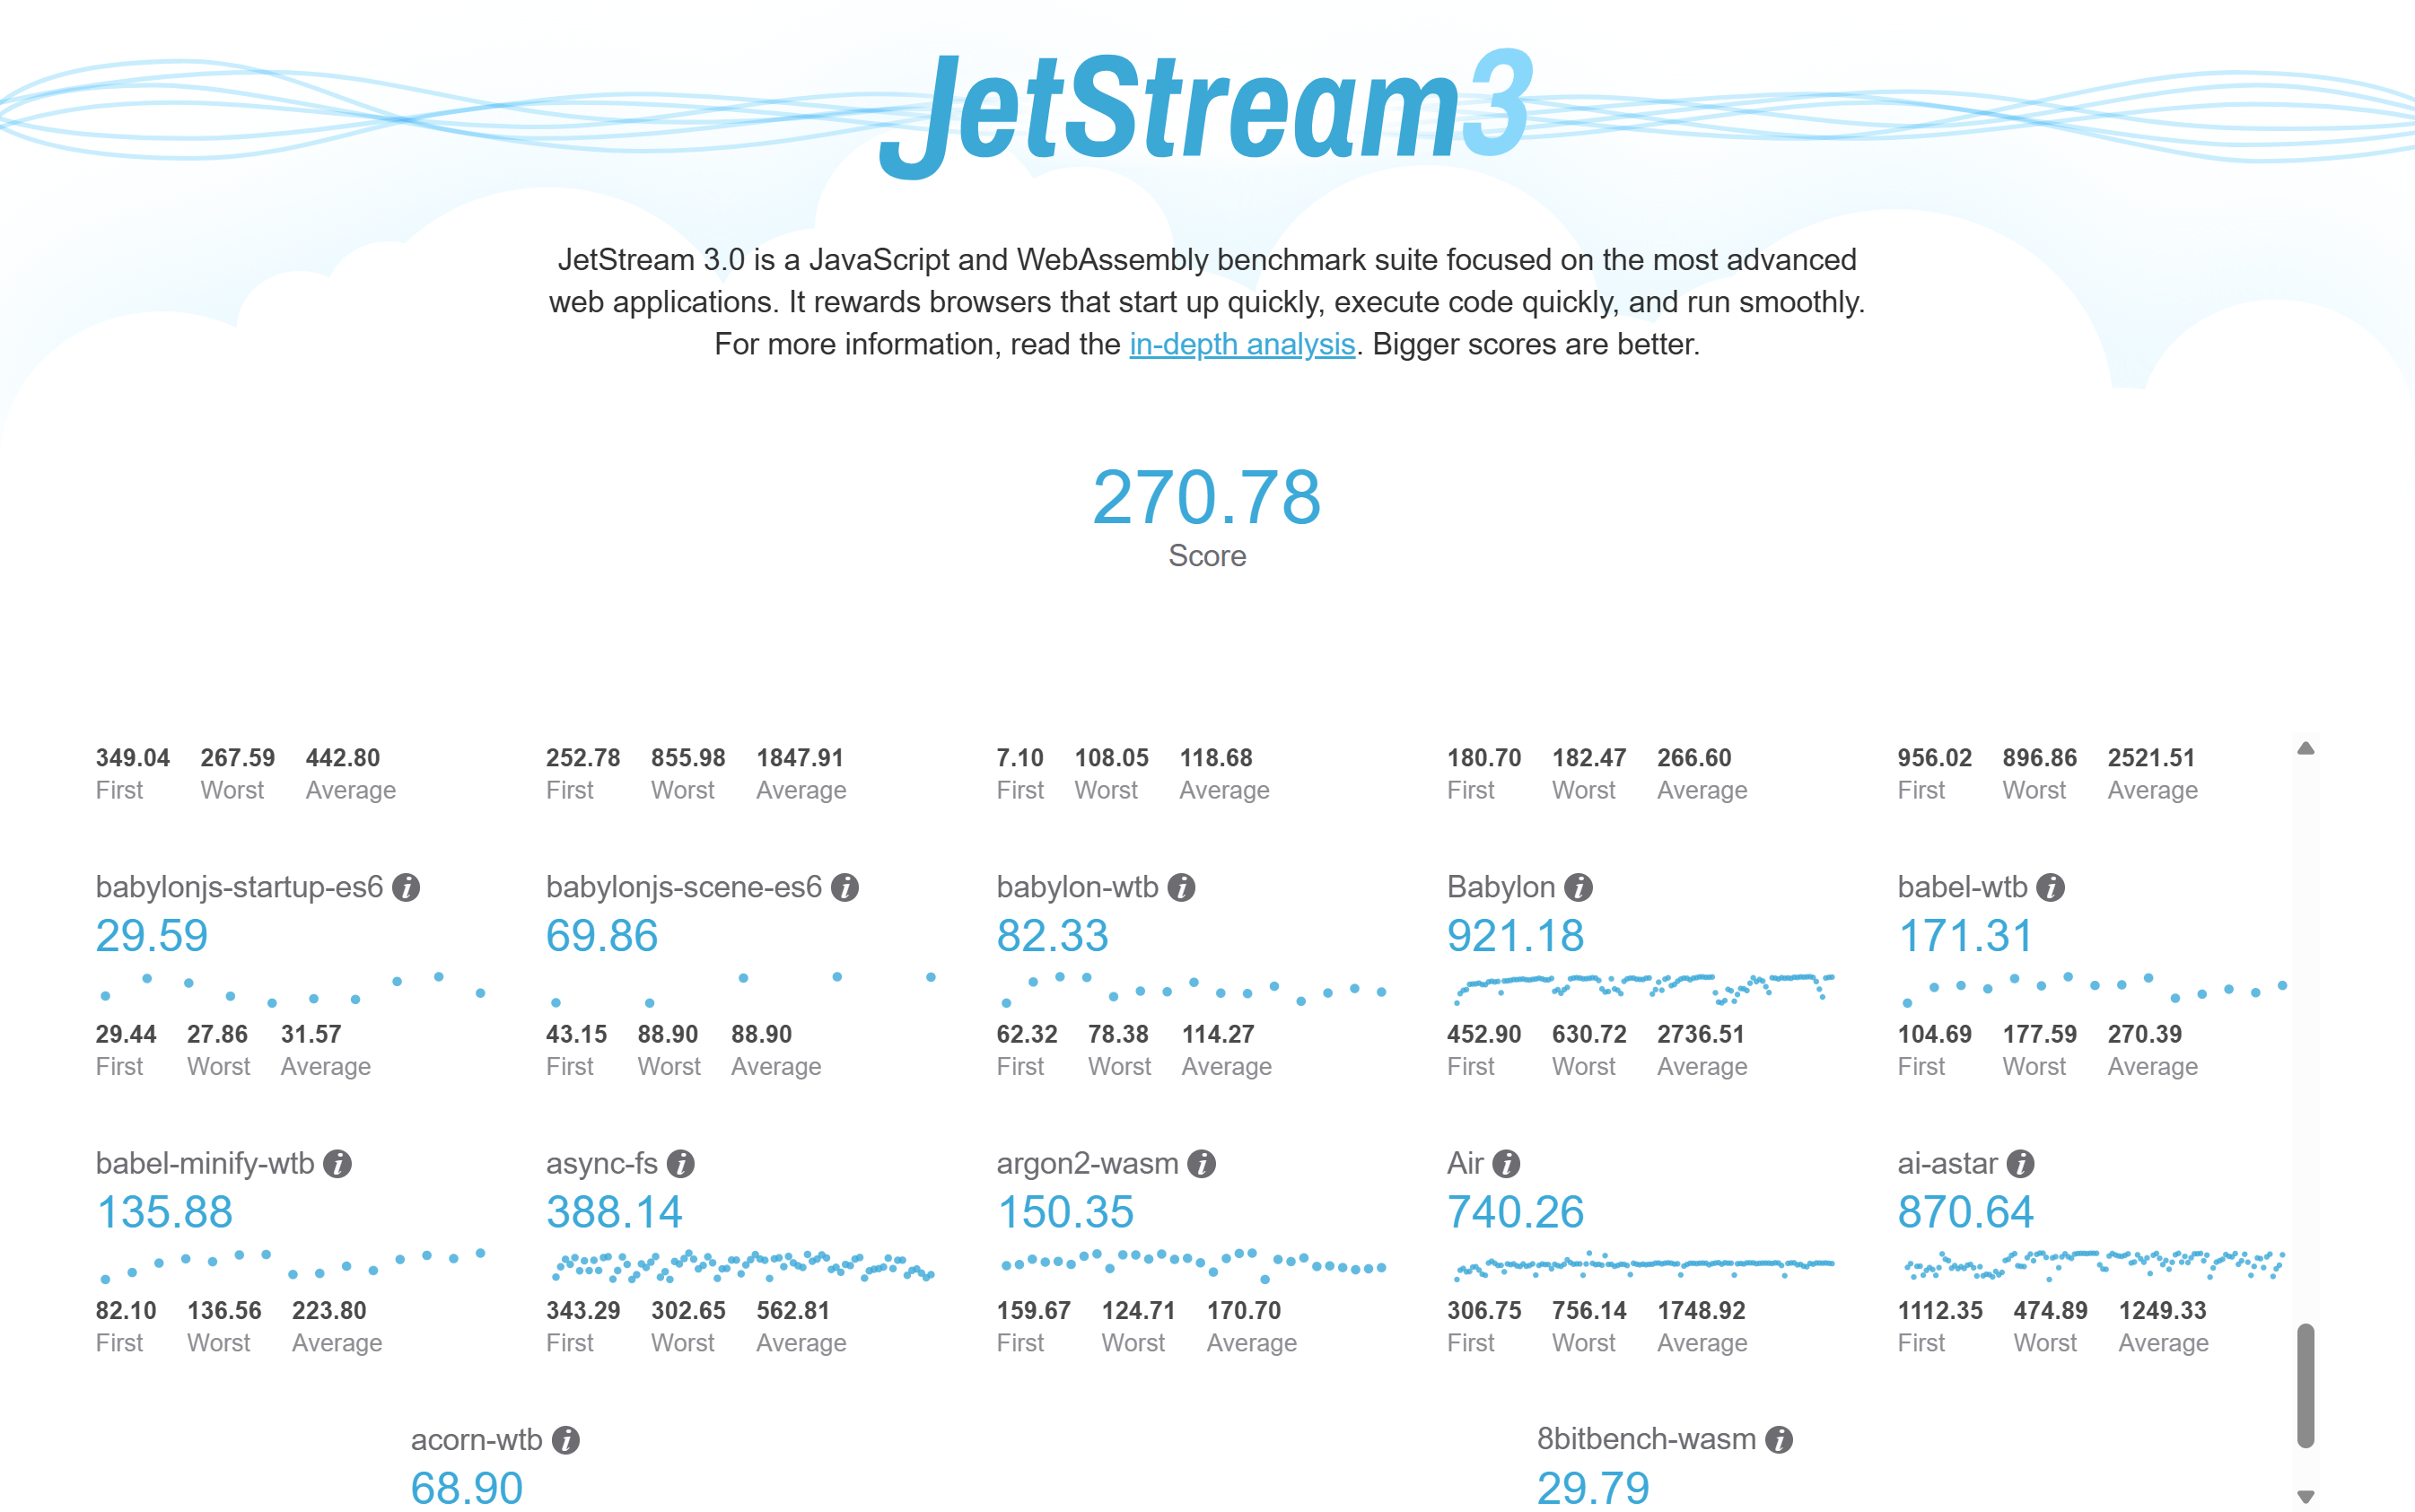 JetStream3
JetStream 3.0 is a JavaScript and WebAssembly benchmark suite focused on the most advanced
web applications. It rewards browsers that start up quickly, execute code quickly, and run smoothly.
For more information, read the in-depth analysis. Bigger scores are better.
270.78
Score
349.04 267.59 442.80
First Worst Average
252.78 855.98 1847.91
First Worst Average
7.10 108.05 118.68
First Worst Average
180.70 182.47 266.60
First Worst Average
956.02 896.86 2521.51
First Worst Average
babylonjs-startup-es6 i
29.59
29.44 27.86 31.57
First Worst Average
babylonjs-scene-es6 i
69.86
43.15 88.90 88.90
First Worst Average
babylon-wtb i
82.33
62.32 78.38 114.27
First Worst Average
Babylon i
921.18
452.90 630.72 2736.51
First Worst Average
babel-wtb i
171.31
104.69 177.59 270.39
First Worst Average
babel-minify-wtb i
135.88
82.10 136.56 223.80
First Worst Average
async-fs i
388.14
343.29 302.65 562.81
First Worst Average
argon2-wasm i
150.35
159.67 124.71 170.70
First Worst Average
Air i
740.26
306.75 756.14 1748.92
First Worst Average
ai-astar i
870.64
1112.35 474.89 1249.33
First Worst Average
acorn-wtb i
68.90
8bitbench-wasm i
29.79